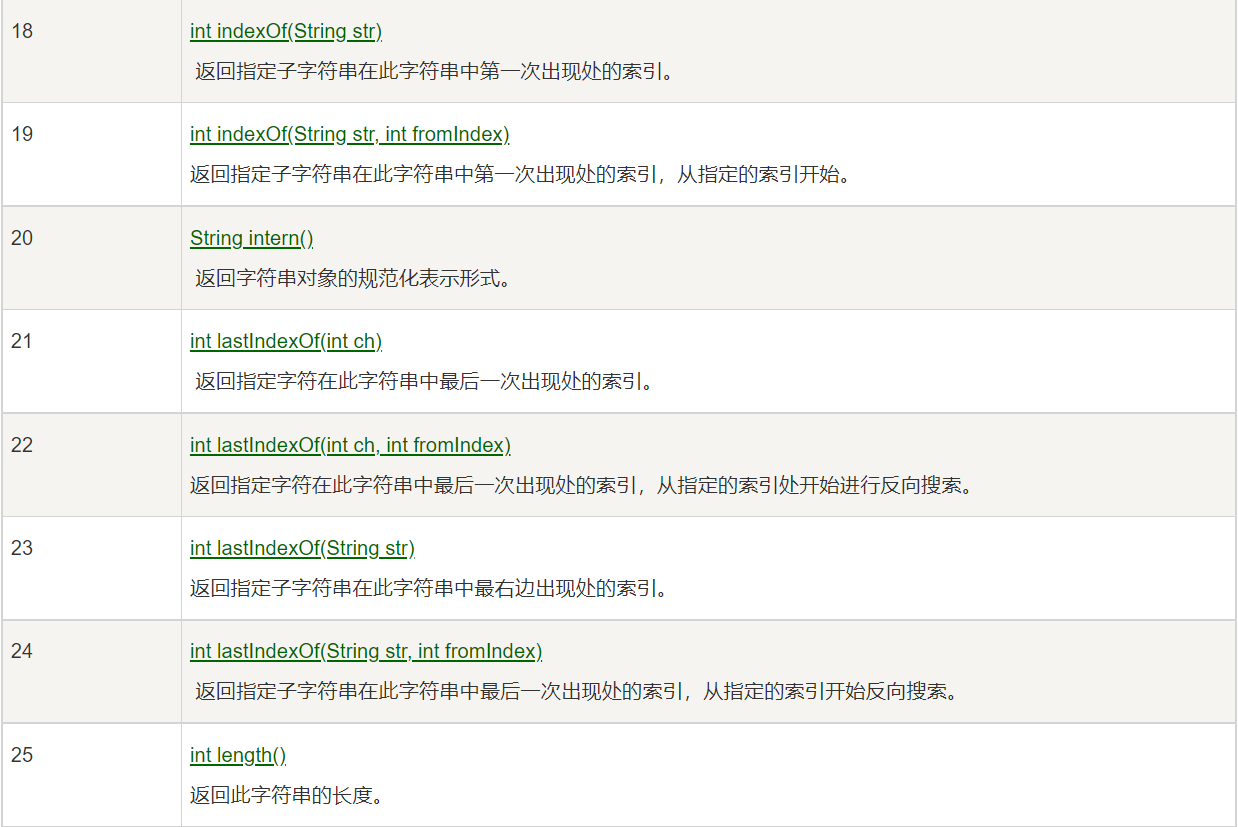 18
int indexOf(String str)
返回指定子字符串在此字符串中第一次出现处的索引。
19
int indexOf(String str, int fromIndex)
返回指定子字符串在此字符串中第一次出现处的索引，从指定的索引开始。
20
String intern()
返回字符串对象的规范化表示形式。
21
int lastIndexOf(int ch)
返回指定字符在此字符串中最后一次出现处的索引。
22
int lastIndexOf(int ch, int fromIndex)
返回指定字符在此字符串中最后一次出现处的索引，从指定的索引处开始进行反向搜索。
23
int lastIndexOf(String str)
返回指定子字符串在此字符串中最右边出现处的索引。
24
int lastIndexOf(String str, int fromIndex)
返回指定子字符串在此字符串中最后一次出现处的索引，从指定的索引开始反向搜索。
25
int length()
返回此字符串的长度。